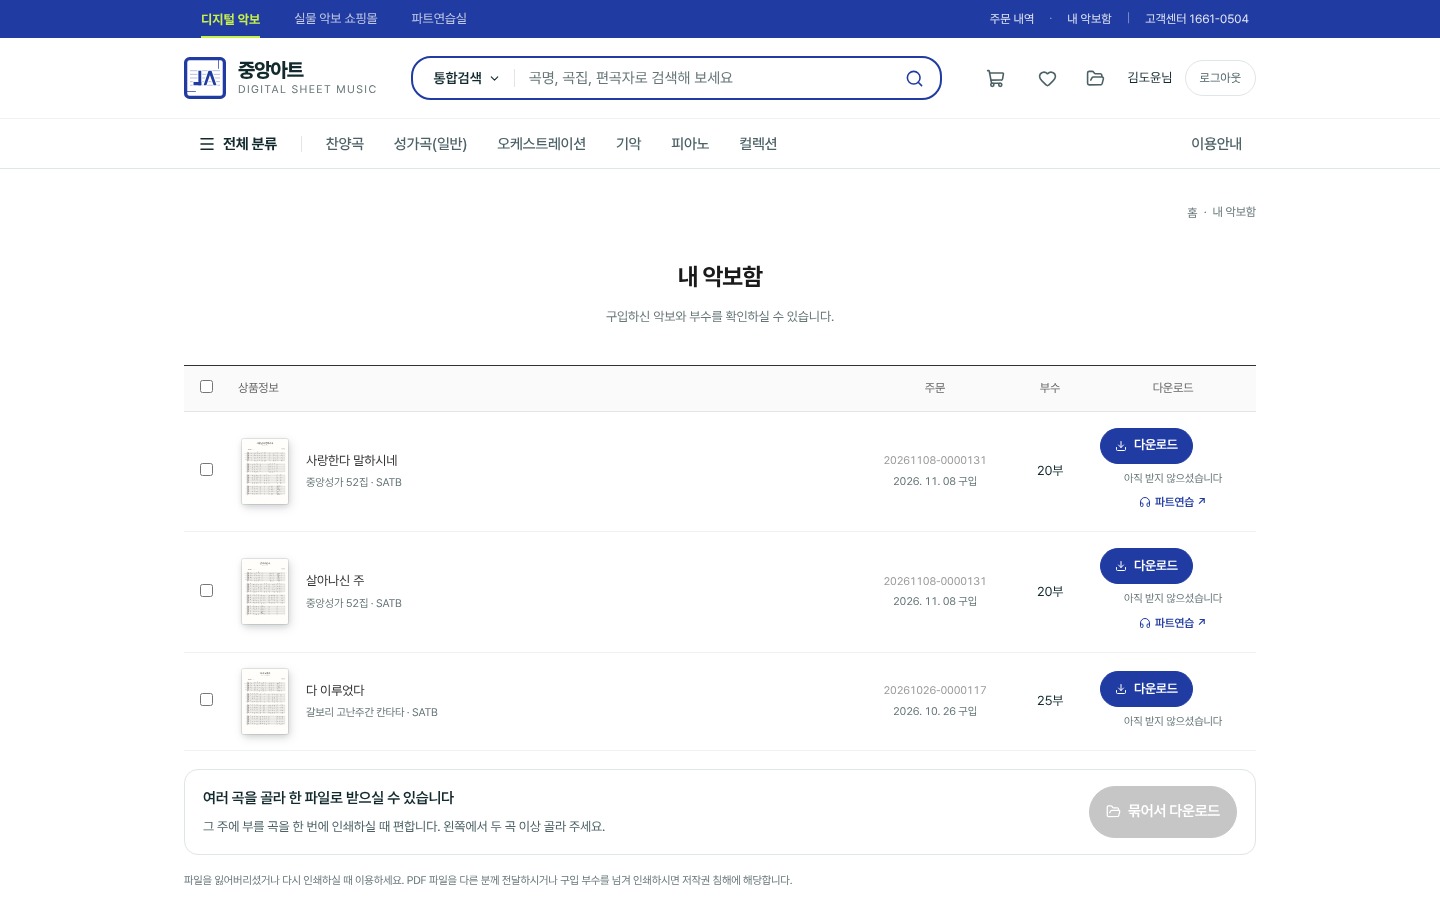 디지털 악보 실물 악보 쇼핑몰 파트연습실 주문 내역 · 내 악보함 고객센터 1661-0504
JA 중앙아트
DIGITAL SHEET MUSIC
통합검색 곡명, 곡집, 편곡자로 검색해 보세요 김도윤님 로그아웃
전체 분류 찬양곡 성가곡(일반) 오케스트레이션 기악 피아노 컬렉션 이용안내
홈 · 내 악보함
내 악보함
구입하신 악보와 부수를 확인하실 수 있습니다.
상품정보 주문 부수 다운로드
사랑한다 말하시네
중앙성가 52집 · SATB
20261108-0000131
2026. 11. 08 구입
20부
다운로드
아직 받지 않으셨습니다
파트연습
살아나신 주
중앙성가 52집 · SATB
20261108-0000131
2026. 11. 08 구입
20부
다운로드
아직 받지 않으셨습니다
파트연습
다 이루었다
갈보리 고난주간 칸타타 · SATB
20261026-0000117
2026. 10. 26 구입
25부
다운로드
아직 받지 않으셨습니다
여러 곡을 골라 한 파일로 받으실 수 있습니다
그 주에 부를 곡을 한 번에 인쇄하실 때 편합니다. 왼쪽에서 두 곡 이상 골라 주세요.
묶어서 다운로드
파일을 잃어버리셨거나 다시 인쇄하실 때 이용하세요. PDF 파일을 다른 분께 전달하시거나 구입 부수를 넘겨 인쇄하시면 저작권 침해에 해당합니다.